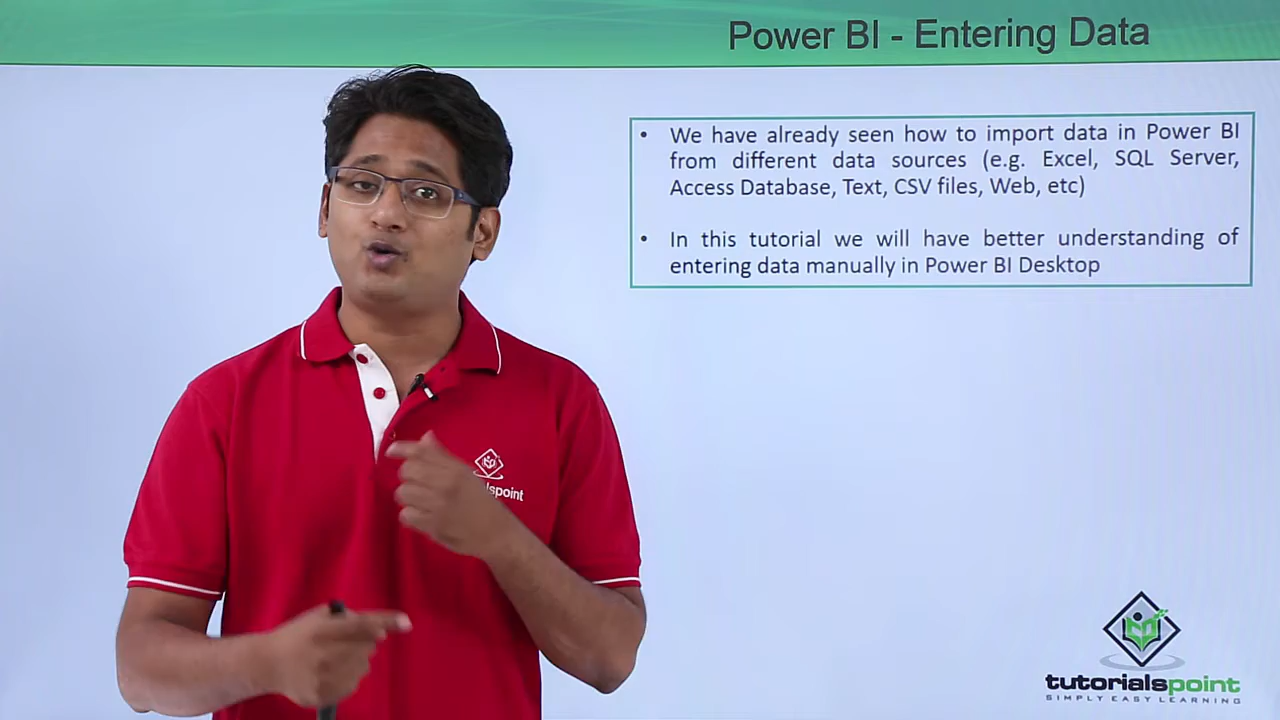 Power BI - Entering Data
• We have already seen how to import data in Power BI
from different data sources (e.g. Excel, SQL Server,
Access Database, Text, CSV files, Web, etc)
• In this tutorial we will have better understanding of
entering data manually in Power BI Desktop
alspoint
tutorialspoint
SIMPLY EASY LEARNING